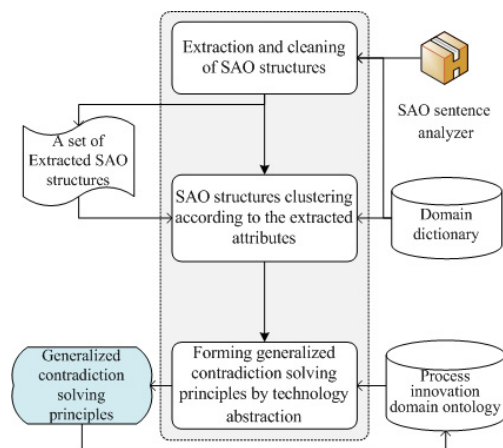 Extraction and cleaning
of SAO structures
SAO sentence
analyzer
A set of
Extracted SAO
structures
SAO structures clustering
according to the extracted
attributes
Domain
dictionary
Generalized
contradiction
solving
principles
Forming generalized
contradiction solving
principles by technology
abstraction
Process
innovation
domain ontology